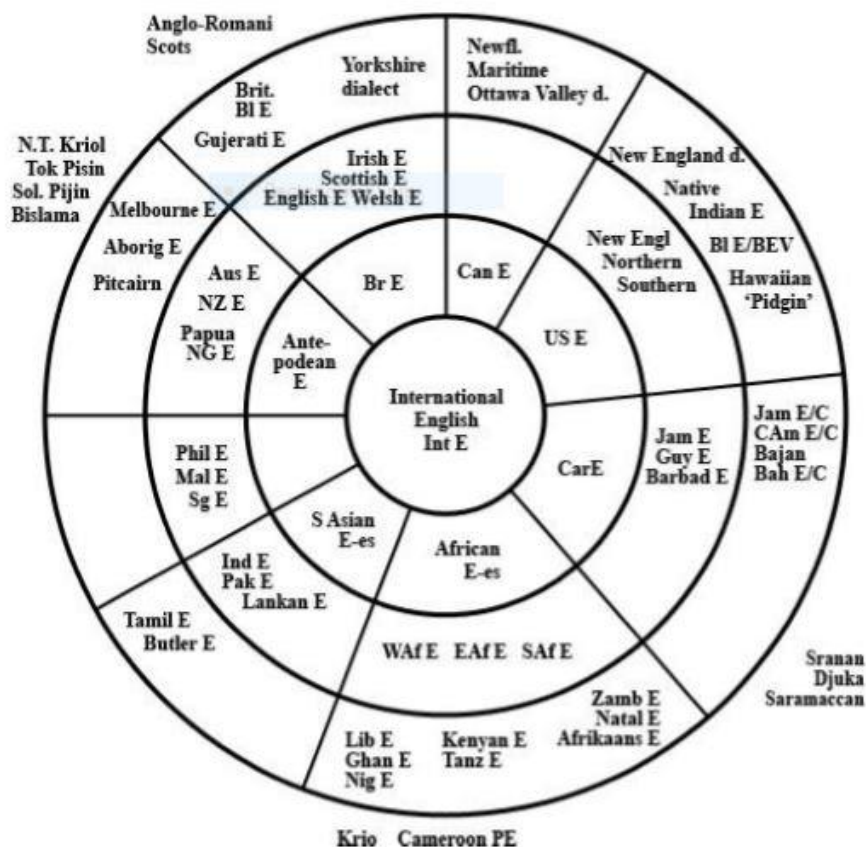 Anglo-Romani
Scots
Yorkshire
dialect
Brit.
Bl E
Gujerati E
Newfl.
Maritime
Ottawa Valley d.
N.T. Kriol
Tok Pisin
Sol. Pijin
Bislama
Irish E
Scottish E
English E Welsh E
New England d.
Native
Indian E
Bl E/BEV
Hawaiian
‘Pidgin’
Melbourne E
Aborig E
Pitcairn
Aus E
NZ E
Papua
NG E
Br E
Can E
New Engl
Northern
Southern
Ante-
podean
E
US E
International
English
Int E
Phil E
Mal E
Sg E
CarE
Jam E
Guy E
Barbad E
Jam E/C
CAm E/C
Bajan
Bah E/C
S Asian
E-es
African
E-es
Ind E
Pak E
Lankan E
Tamil E
Butler E
WAf E EAf E SAf E
Sranan
Djuka
Saramaccan
Lib E
Ghan E
Nig E
Kenyan E
Tanz E
Zamb E
Natal E
Afrikaans E
Krio Cameroon PE